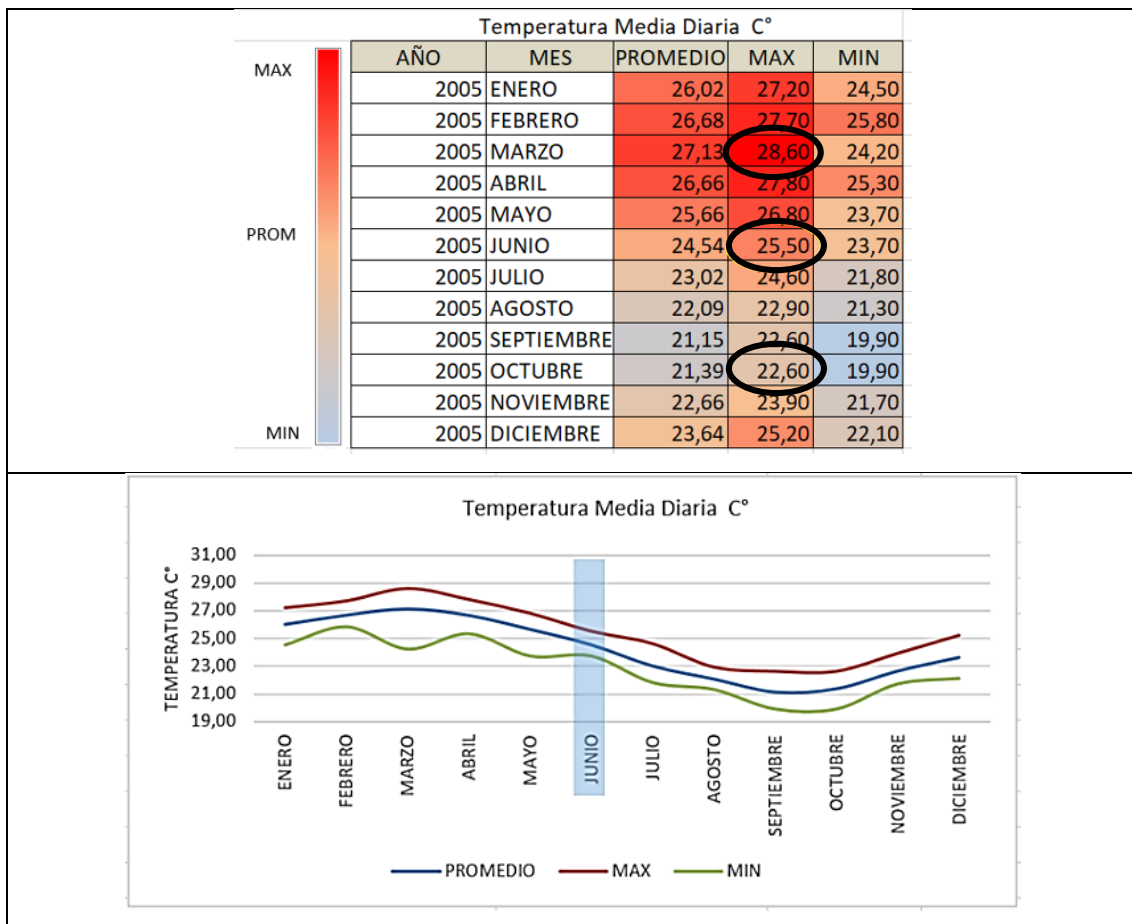 Temperatura Media Diaria C°
AÑO MES PROMEDIO MAX MIN
MAX
2005 ENERO 26,02 27,20 24,50
2005 FEBRERO 26,68 27,70 25,80
2005 MARZO 27,13 28,60 24,20
2005 ABRIL 26,66 27,80 25,30
2005 MAYO 25,66 26,80 23,70
PROM
2005 JUNIO 24,54 25,50 23,70
2005 JULIO 23,02 24,60 21,80
2005 AGOSTO 22,09 22,90 21,30
2005 SEPTIEMBRE 21,15 22,60 19,90
2005 OCTUBRE 21,39 22,60 19,90
2005 NOVIEMBRE 22,66 23,90 21,70
MIN
2005 DICIEMBRE 23,64 25,20 22,10
Temperatura Media Diaria C°
TEMPERATURA C°
31,00
29,00
27,00
25,00
23,00
21,00
19,00
ENERO
FEBRERO
MARZO
ABRIL
MAYO
JUNIO
JULIO
AGOSTO
SEPTIEMBRE
OCTUBRE
NOVIEMBRE
DICIEMBRE
PROMEDIO MAX MIN